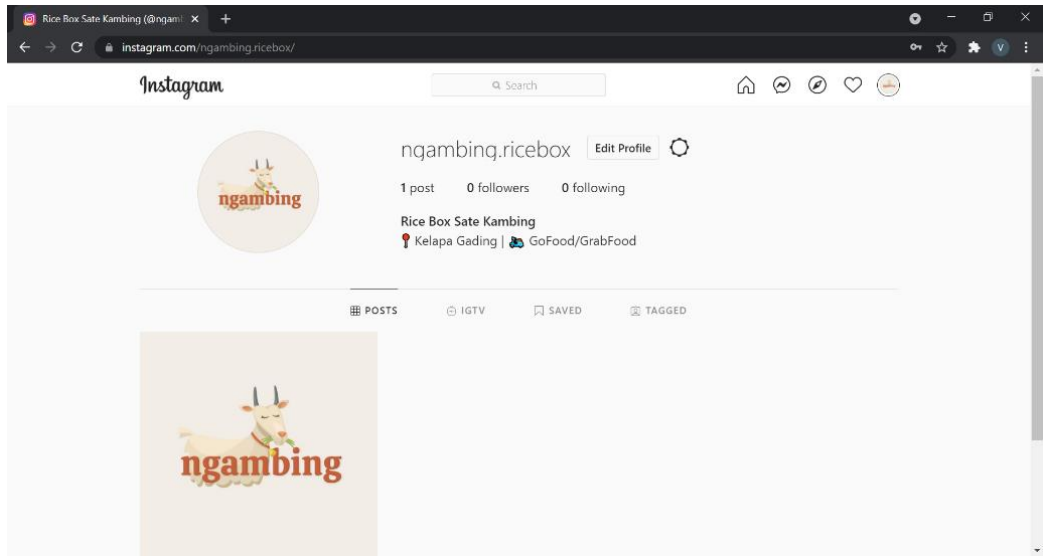 Rice Box Sate Kambing (@ngamb
instagram.com/ngambing.ricebox/
V
Instagram
Search
ngambing.ricebox Edit Profile
1 post 0 followers 0 following
Rice Box Sate Kambing
Kelapa Gading | GoFood/GrabFood
POSTS IGTV SAVED TAGGED
ngambing
ngambing